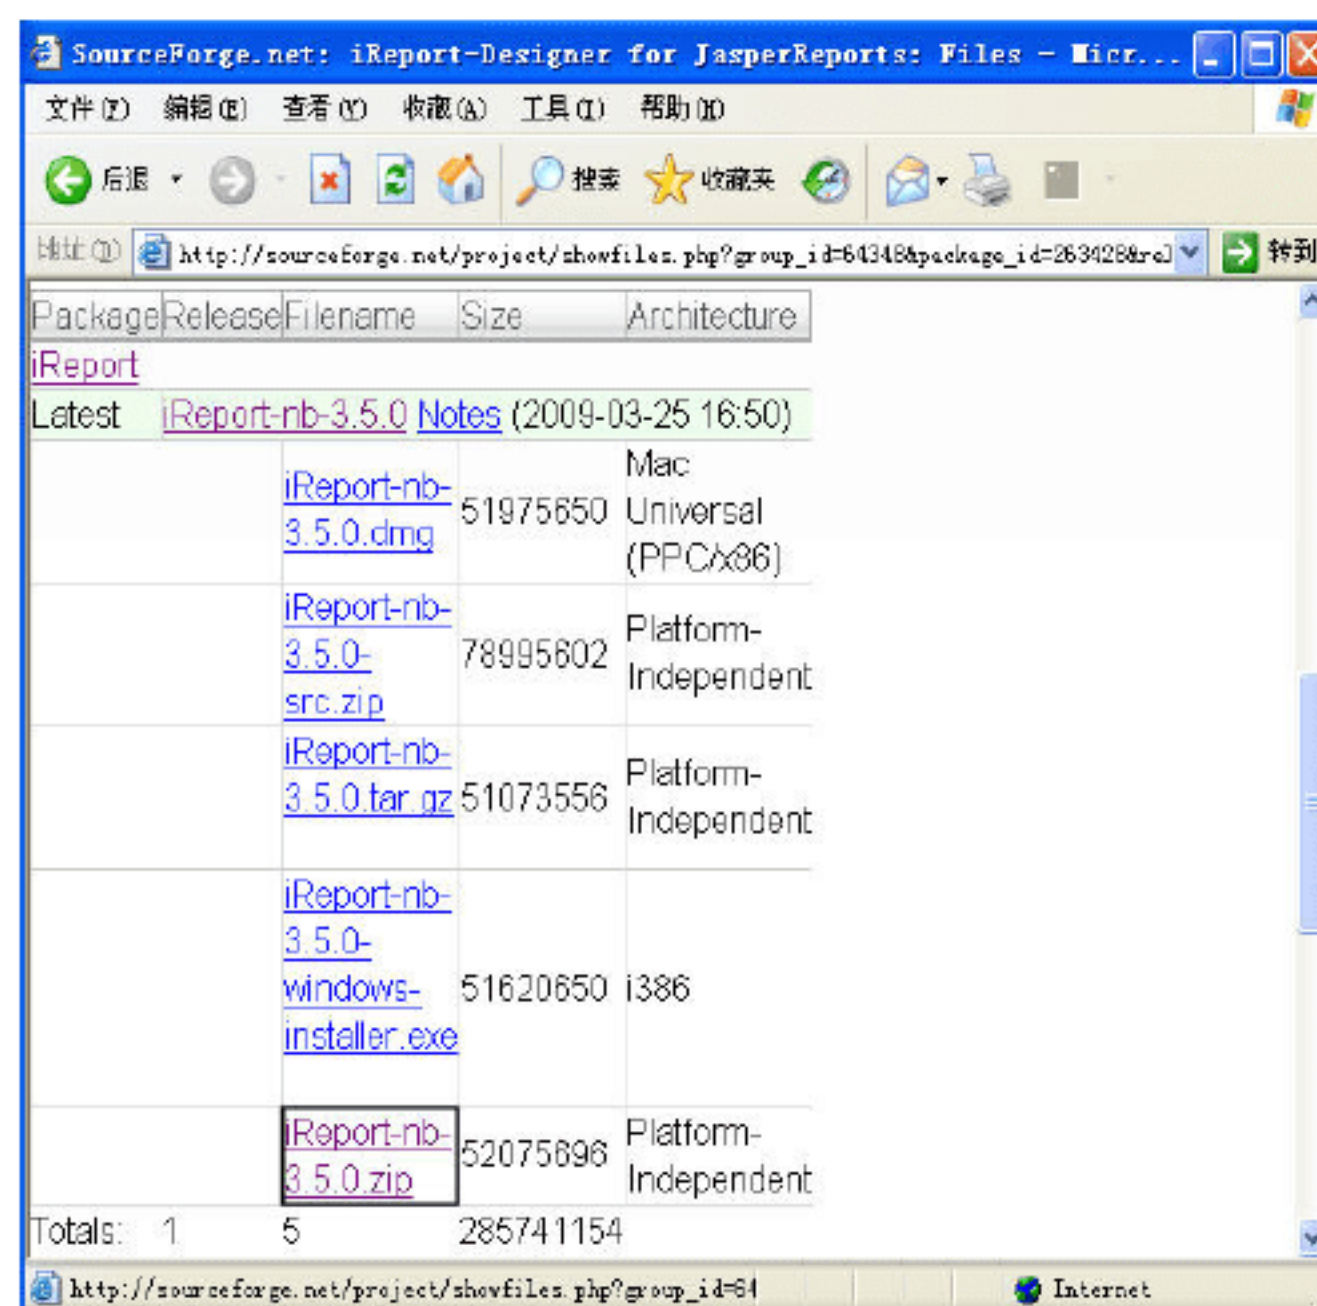 SourceForge.net: iReport-Designer for JasperReports: Files - Micr...
文件(F) 编辑(E) 查看(V) 收藏(A) 工具(T) 帮助(H)
后退 搜索 收藏夹
地址(D) http://sourceforge.net/project/showfiles.php?group_id=64348&package_id=263428&rel 转到
Package Release Filename Size Architecture
iReport
Latest iReport-nb-3.5.0 Notes (2009-03-25 16:50)
iReport-nb-
3.5.0.dmg
51975650
Mac
Universal
(PPC/x86)
iReport-nb-
3.5.0-
src.zip
78995602
Platform-
Independent
iReport-nb-
3.5.0.tar.gz
51073556
Platform-
Independent
iReport-nb-
3.5.0-
windows-
installer.exe
51620650
i386
iReport-nb-
3.5.0.zip
52075696
Platform-
Independent
Totals: 1 5 285741154
http://sourceforge.net/project/showfiles.php?group_id=64 Internet